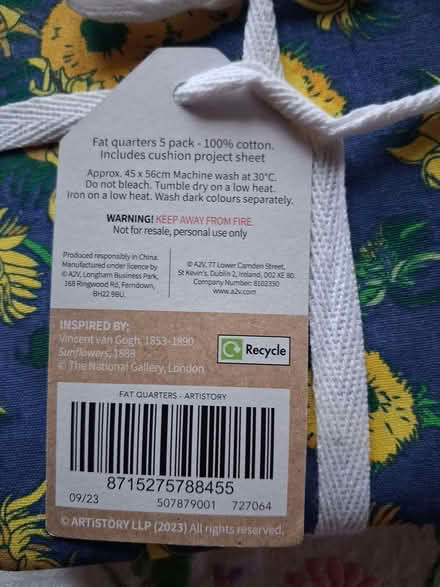 Fat quarters 5 pack - 100% cotton.
Includes cushion project sheet
Approx. 45 x 56cm Machine wash at 30°C.
Do not bleach. Tumble dry on a low heat.
Iron on a low heat. Wash dark colours separately.
WARNING! KEEP AWAY FROM FIRE.
Not for resale, personal use only
Produced responsibly in China.
Manufactured under licence by
© A2V, Longham Business Park,
168 Ringwood Rd, Ferndown,
BH22 9BU.
© A2V, 77 Lower Camden Street,
St Kevin's, Dublin 2, Ireland, D02 XE 80.
Company Number: 8102350
www.a2v.com
INSPIRED BY:
Vincent van Gogh, 1853-1890
Sunflowers, 1888
© The National Gallery, London
Recycle
FAT QUARTERS - ARTISTORY
8715275788455
09/23 507879001 727064
© ARTiSTORY LLP (2023) All rights reserved.